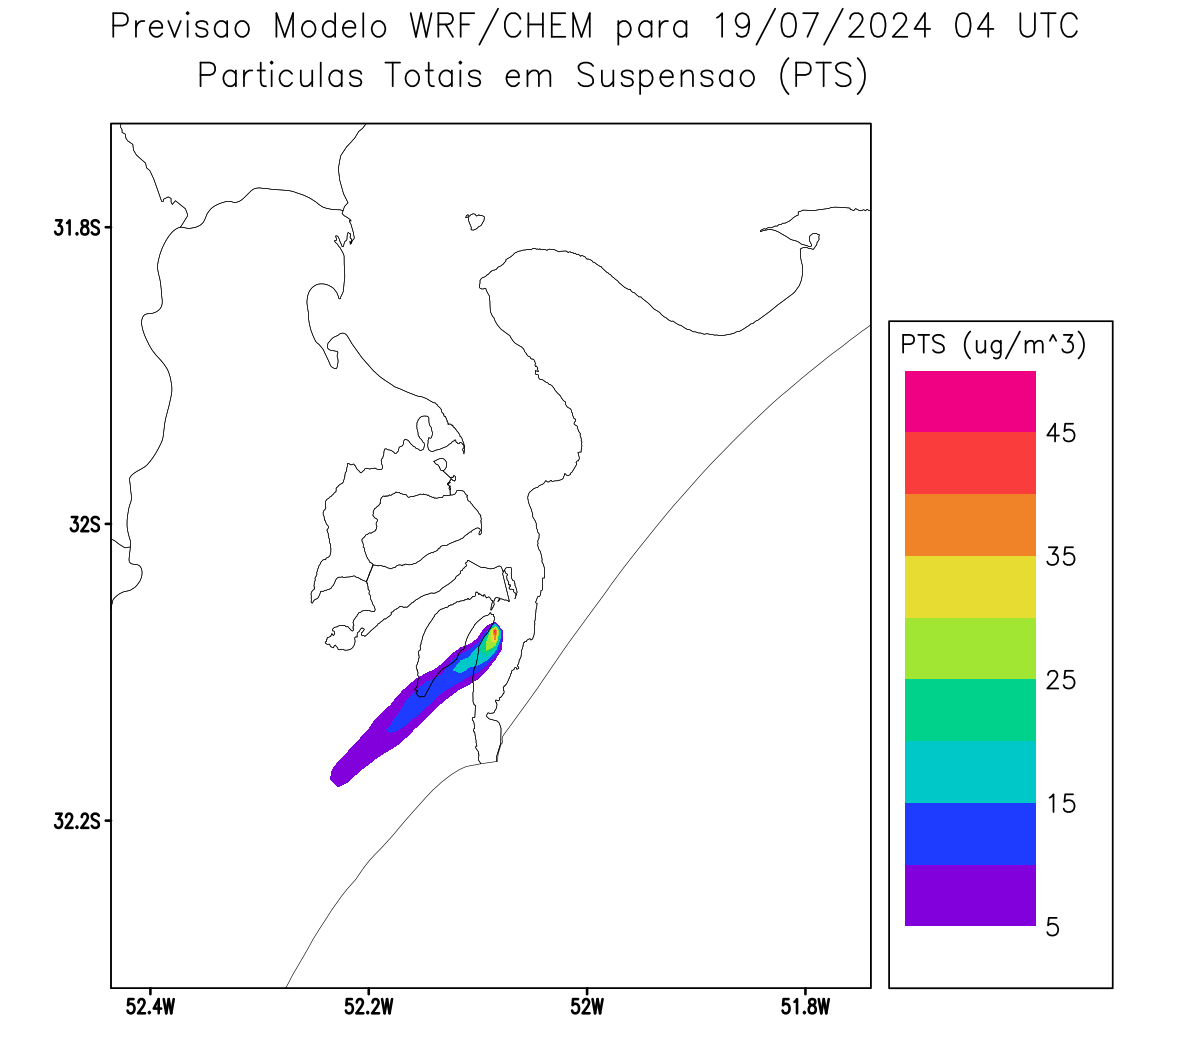 Previsao Modelo WRF/CHEM para 19/07/2024 04 UTC
Particulas Totais em Suspensao (PTS)
31.8S
32S
32.2S
52.4W
52.2W
52W
51.8W
PTS (ug/m^3)
45
35
25
15
5